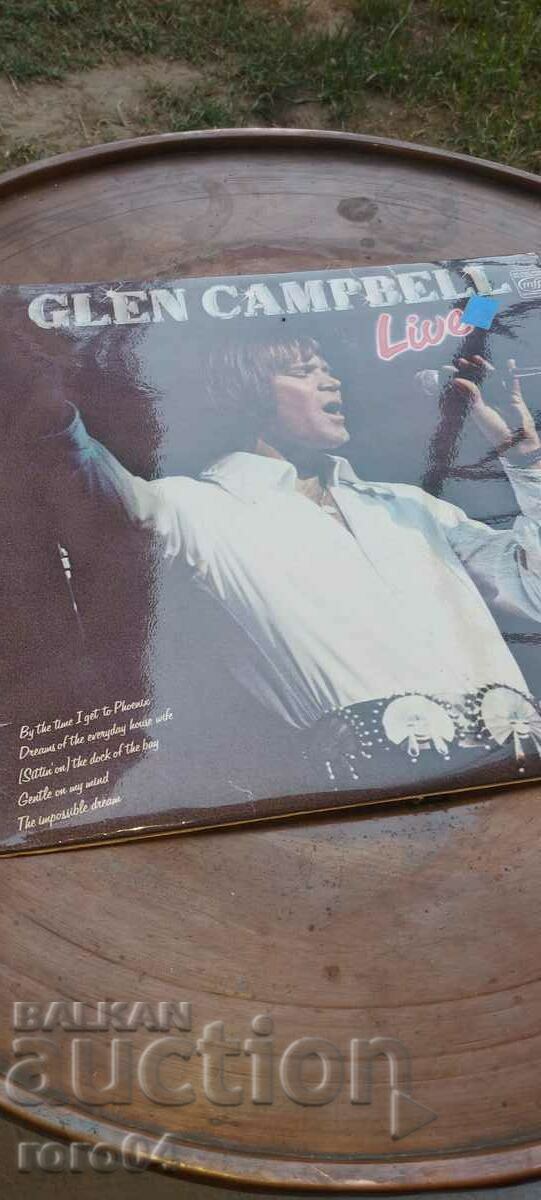 GLEN CAMPBELL
Live
mfp
By the time I get to Phoenix
Dreams of the everyday house wife
(Sittin' on) the dock of the bay
Gentle on my mind
The impossible dream
BALKAN
auction
roro04